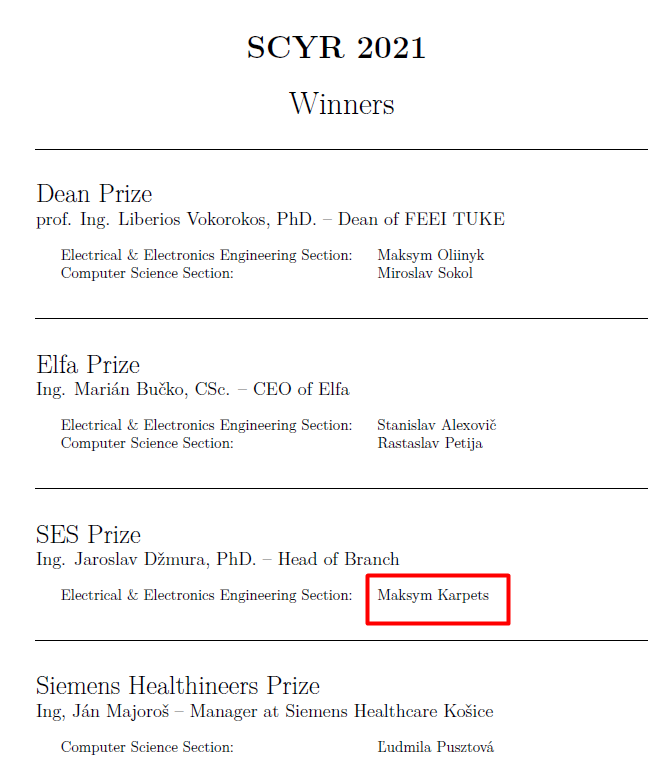 SCYR 2021
Winners
Dean Prize
prof. Ing. Liberios Vokorokos, PhD. – Dean of FEEI TUKE
Electrical & Electronics Engineering Section: Maksym Oliinyk
Computer Science Section: Miroslav Sokol
Elfa Prize
Ing. Marián Bučko, CSc. – CEO of Elfa
Electrical & Electronics Engineering Section: Stanislav Alexovič
Computer Science Section: Rastaslav Petija
SES Prize
Ing. Jaroslav Džmura, PhD. – Head of Branch
Electrical & Electronics Engineering Section: Maksym Karpets
Siemens Healthineers Prize
Ing, Ján Majoroš – Manager at Siemens Healthcare Košice
Computer Science Section: Ľudmila Pusztová